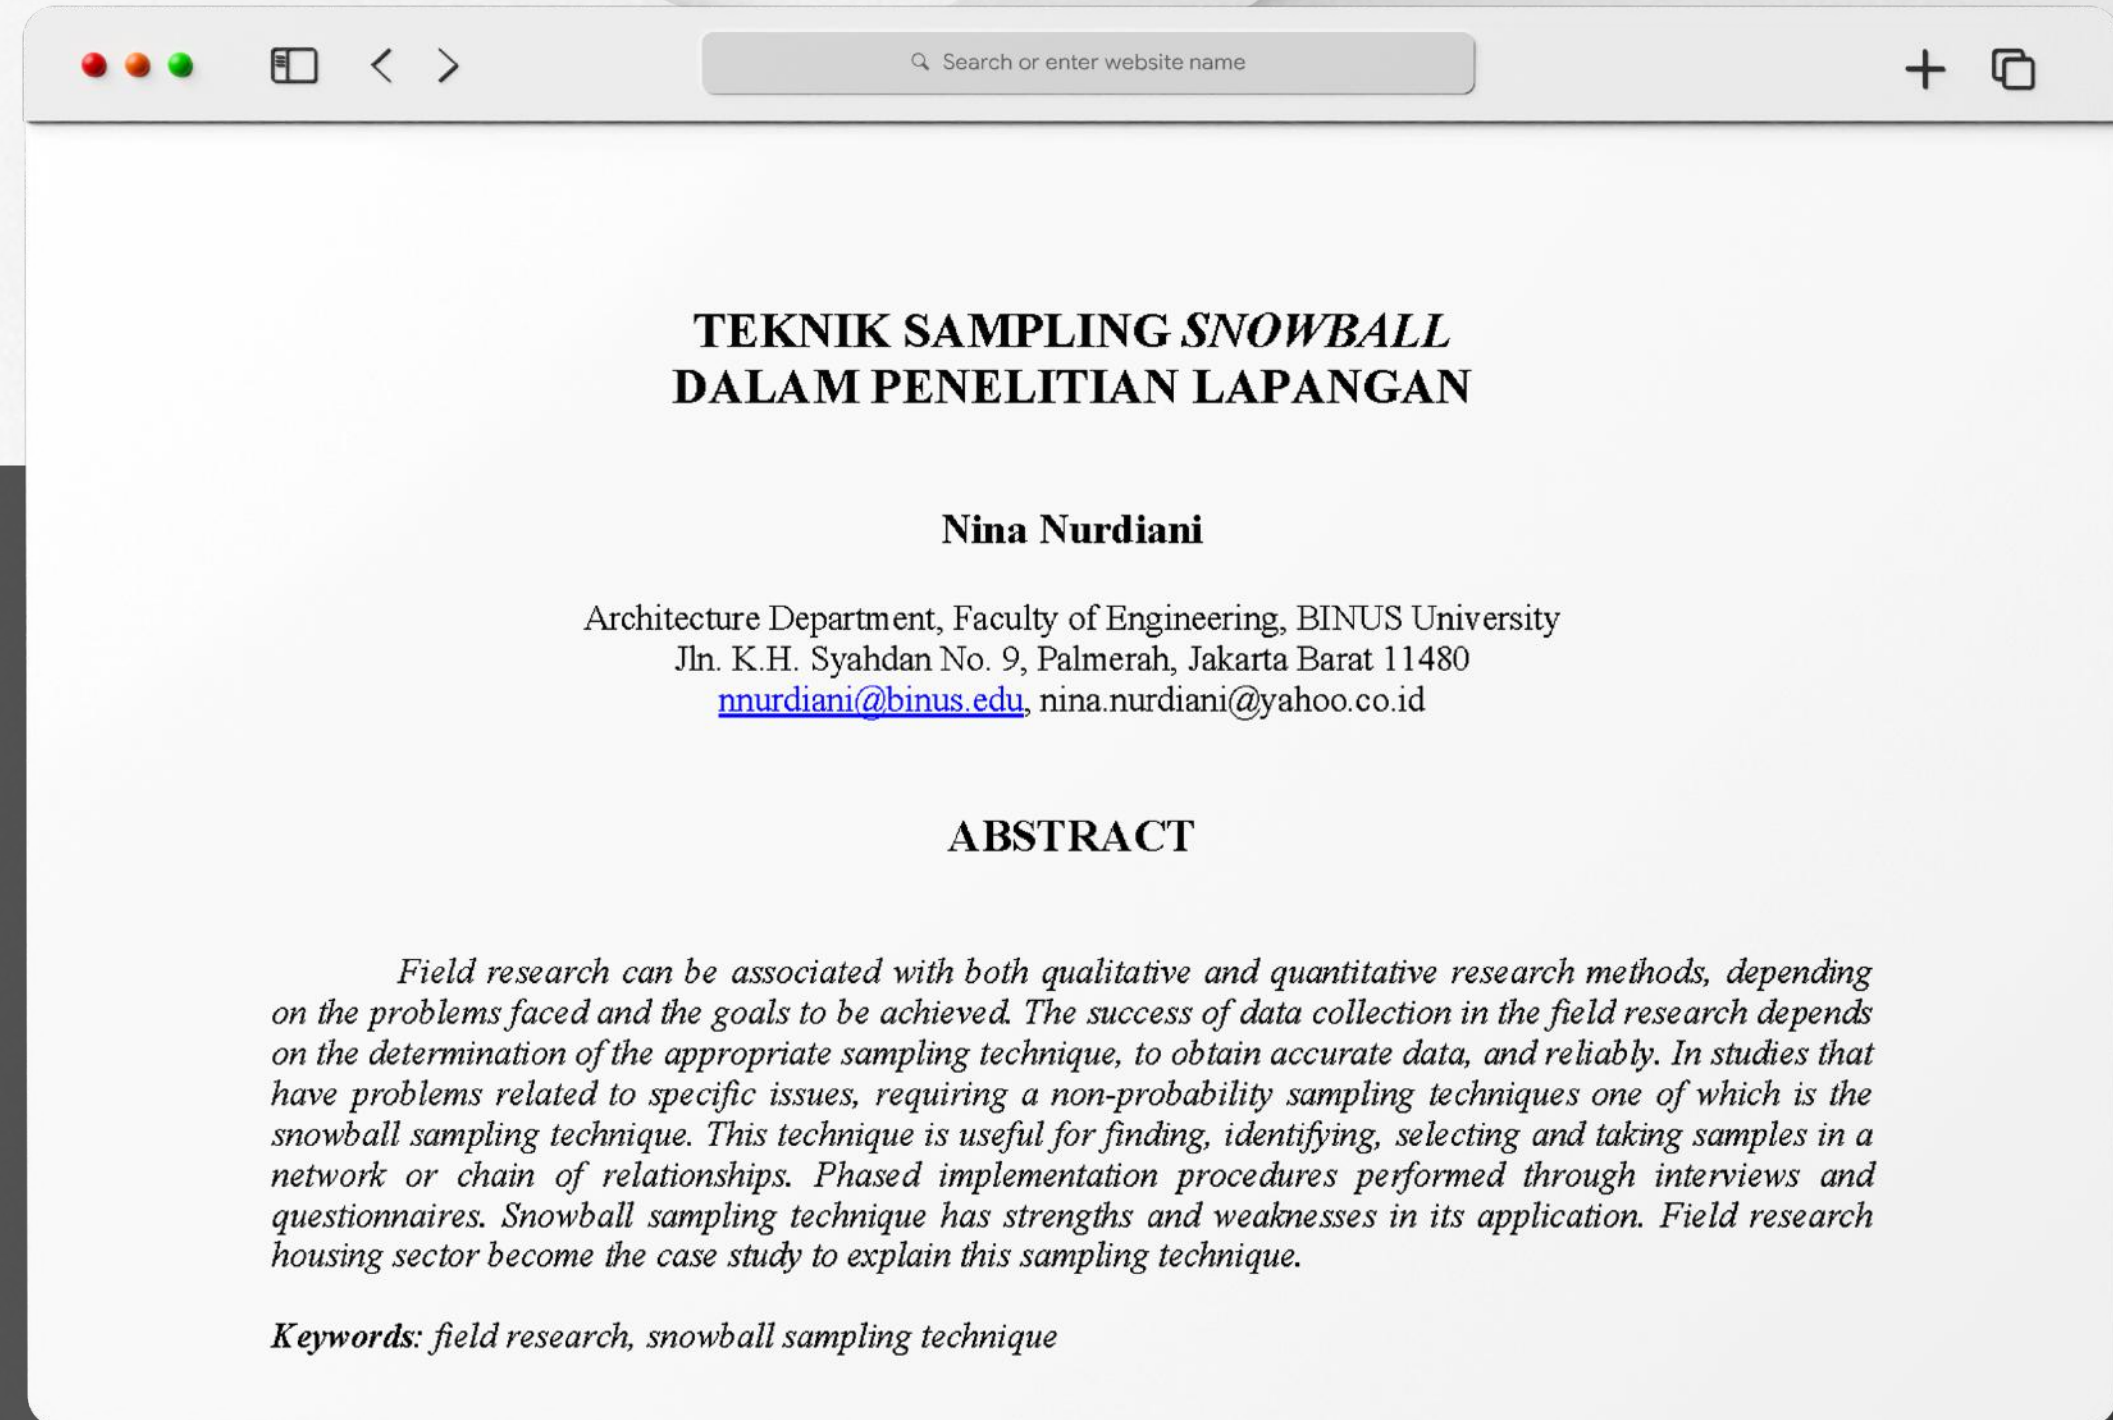 Search or enter website name
TEKNIK SAMPLING SNOWBALL
DALAM PENELITIAN LAPANGAN
Nina Nurdiani
Architecture Department, Faculty of Engineering, BINUS University
Jln. K.H. Syahdan No. 9, Palmerah, Jakarta Barat 11480
nnurdiani@binus.edu, nina.nurdiani@yahoo.co.id
ABSTRACT
Field research can be associated with both qualitative and quantitative research methods, depending
on the problems faced and the goals to be achieved. The success of data collection in the field research depends
on the determination of the appropriate sampling technique, to obtain accurate data, and reliably. In studies that
have problems related to specific issues, requiring a non-probability sampling techniques one of which is the
snowball sampling technique. This technique is useful for finding, identifying, selecting and taking samples in a
network or chain of relationships. Phased implementation procedures performed through interviews and
questionnaires. Snowball sampling technique has strengths and weaknesses in its application. Field research
housing sector become the case study to explain this sampling technique.
Keywords: field research, snowball sampling technique